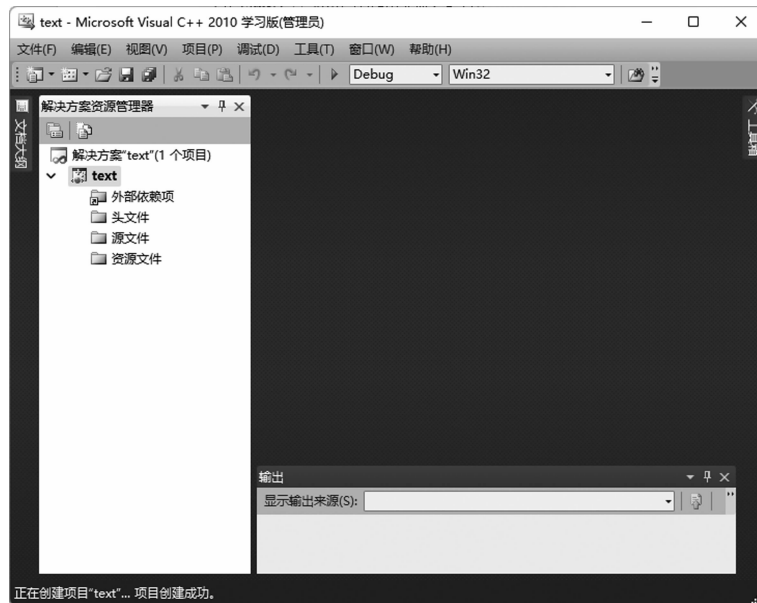 text - Microsoft Visual C++ 2010 学习版(管理员)
文件(F) 编辑(E) 视图(V) 项目(P) 调试(D) 工具(T) 窗口(W) 帮助(H)
Debug Win32
文档大纲
解决方案资源管理器
工具箱
解决方案"text"(1 个项目)
text
外部依赖项
头文件
源文件
资源文件
输出
显示输出来源(S):
正在创建项目"text"... 项目创建成功。